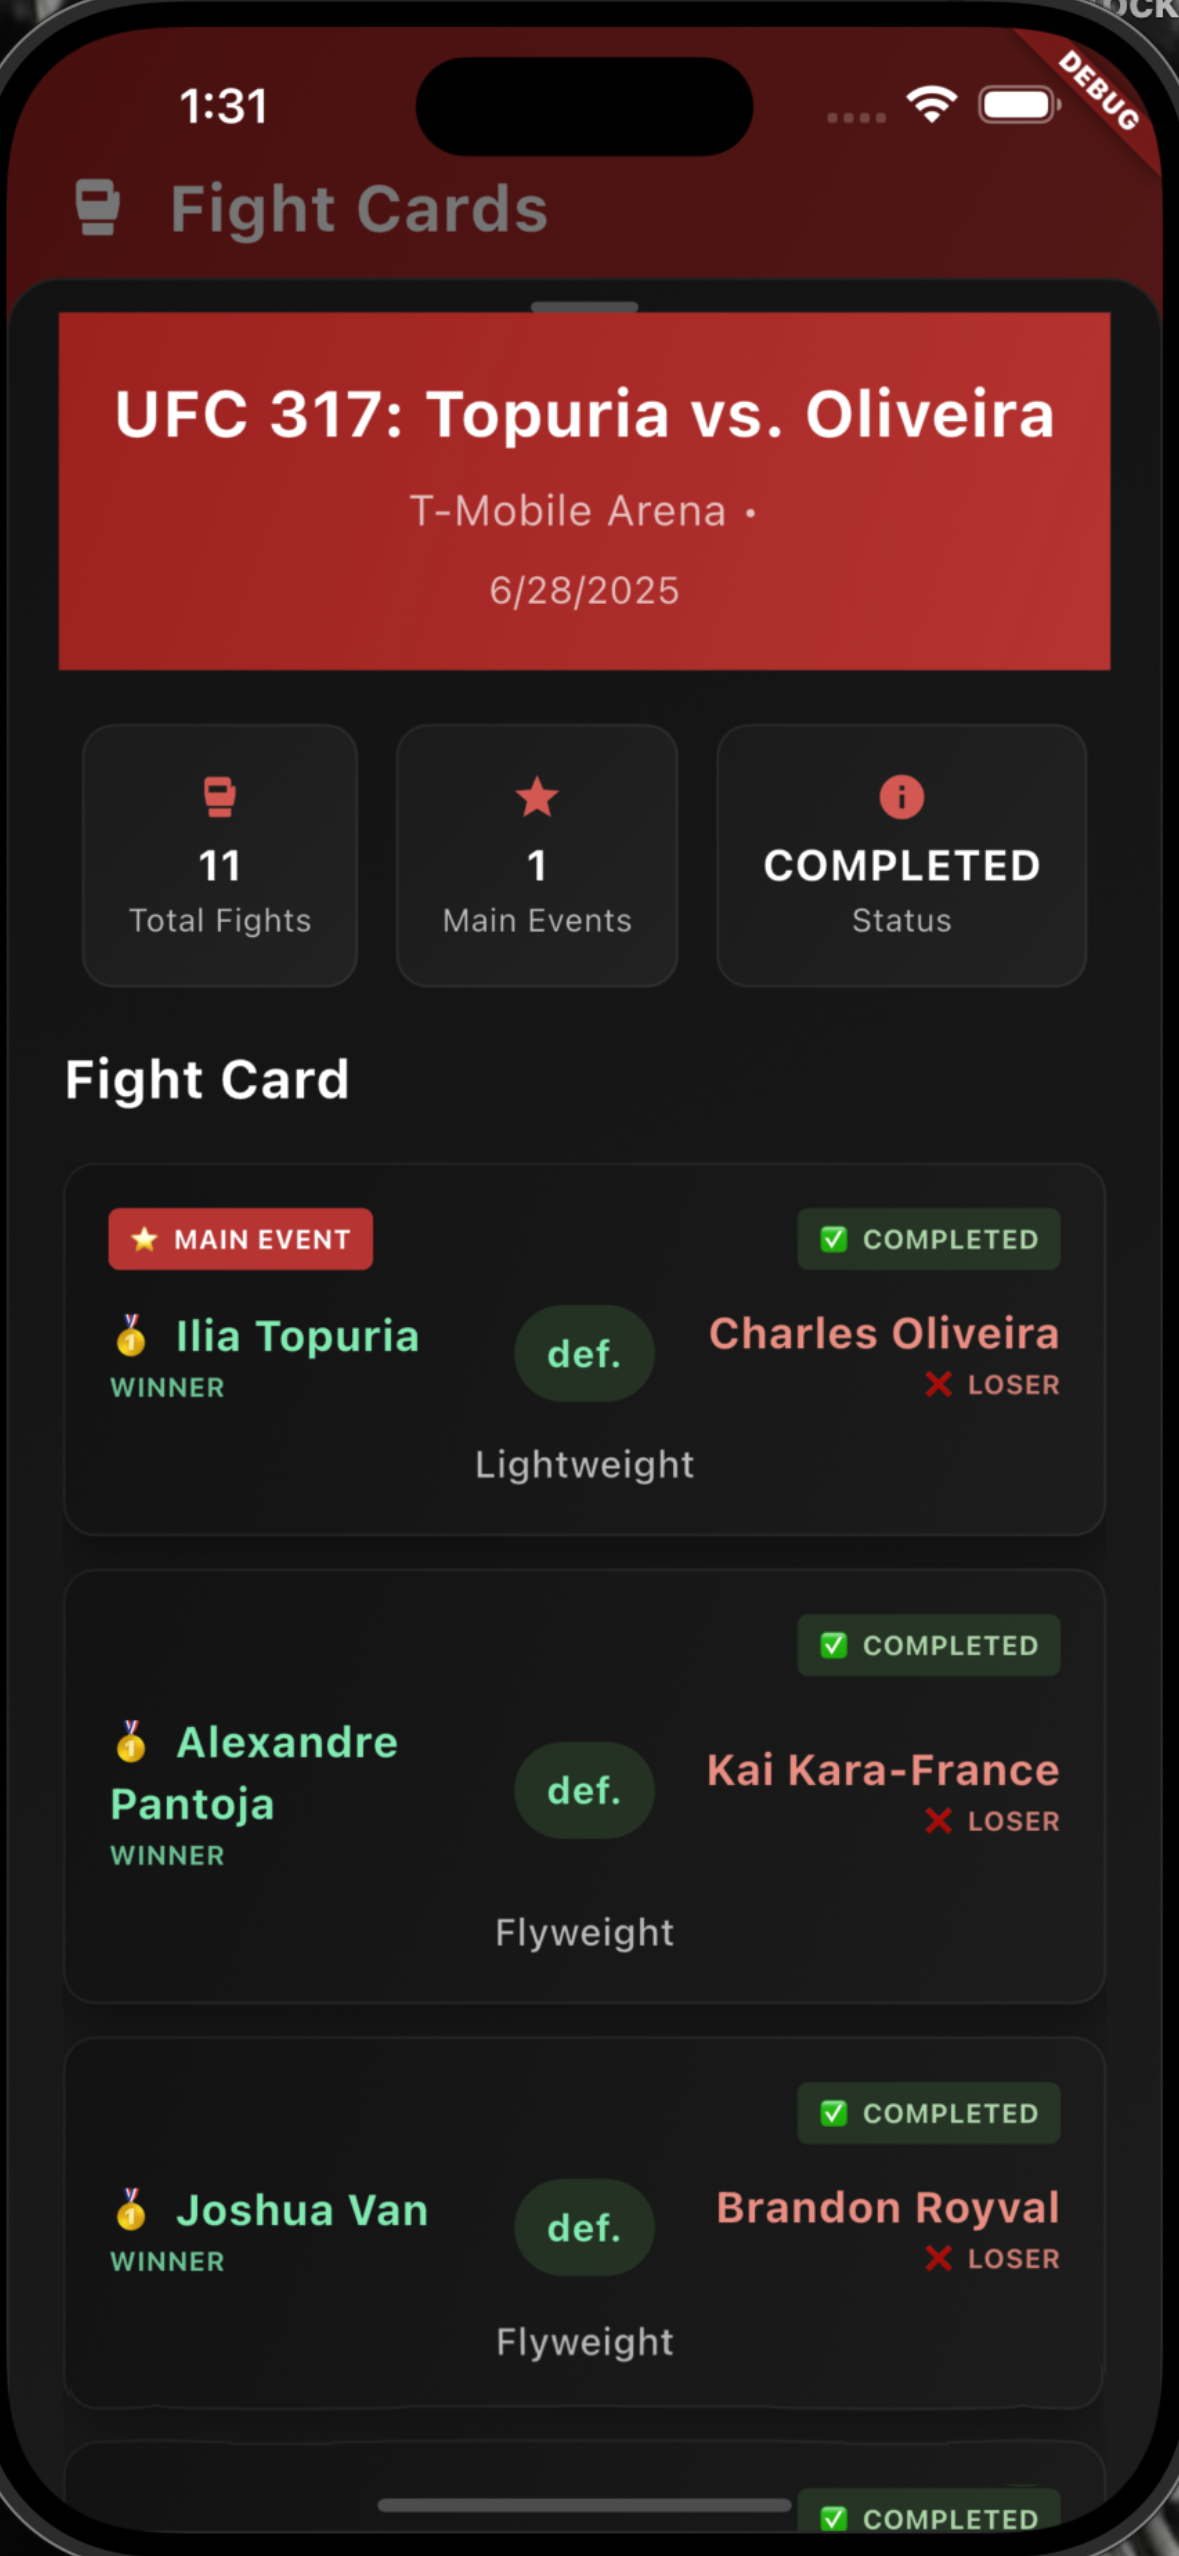 OCK
1:31
DEBUG
Fight Cards
UFC 317: Topuria vs. Oliveira
T-Mobile Arena •
6/28/2025
11
Total Fights
1
Main Events
COMPLETED
Status
Fight Card
⭐ MAIN EVENT
✅ COMPLETED
🥇 Ilia Topuria
WINNER
def.
Charles Oliveira
❌ LOSER
Lightweight
✅ COMPLETED
🥇 Alexandre
Pantoja
WINNER
def.
Kai Kara-France
❌ LOSER
Flyweight
✅ COMPLETED
🥇 Joshua Van
WINNER
def.
Brandon Royval
❌ LOSER
Flyweight
✅ COMPLETED